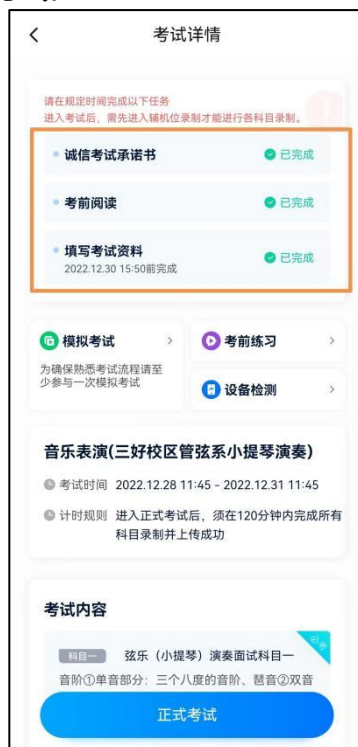 考试详情
请在规定时间完成以下任务
进入考试后，需先进入辅机位录制才能进行各科目录制。
诚信考试承诺书
已完成
考前阅读
已完成
填写考试资料
已完成
2022.12.30 15:50前完成
模拟考试
为确保熟悉考试流程请至
少参与一次模拟考试
考前练习
设备检测
音乐表演(三好校区管弦系小提琴演奏)
考试时间 2022.12.28 11:45 - 2022.12.31 11:45
计时规则 进入正式考试后，须在120分钟内完成所有
科目录制并上传成功
考试内容
科目一 弦乐（小提琴）演奏面试科目一
音阶①单音部分：三个八度的音阶、琶音②双音
正式考试